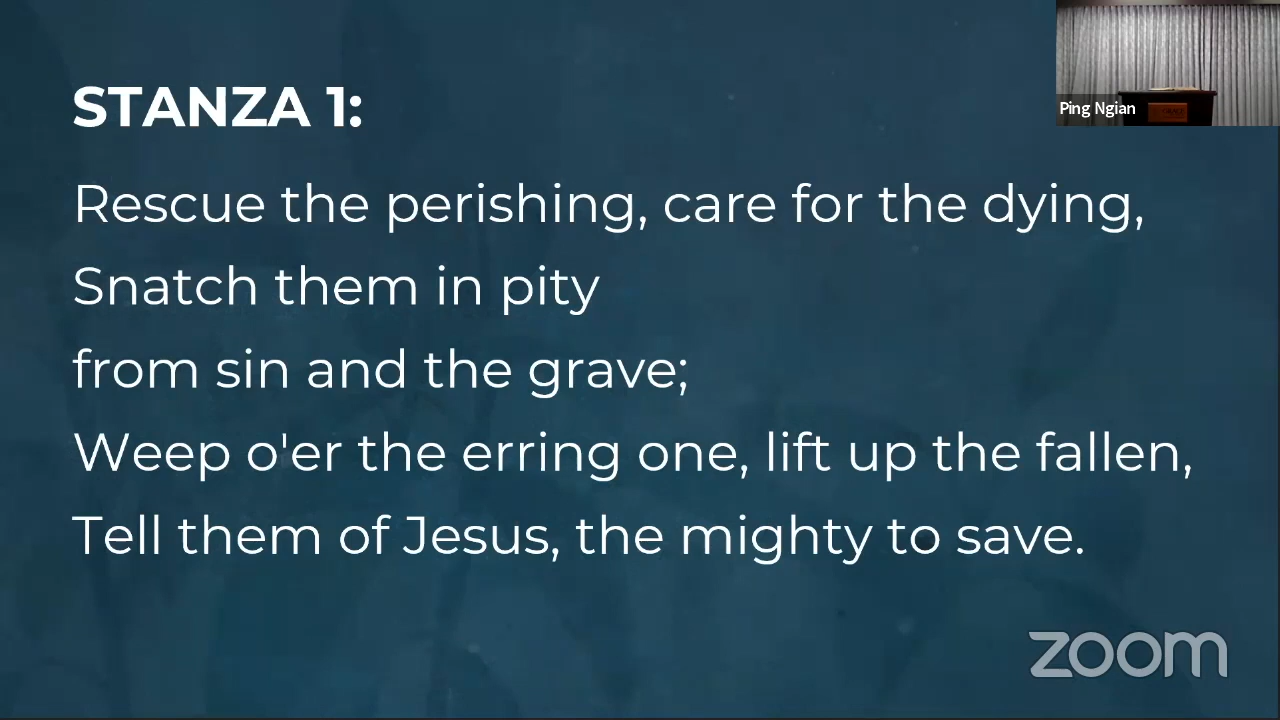 STANZA 1:
Rescue the perishing, care for the dying,
Snatch them in pity
from sin and the grave;
Weep o'er the erring one, lift up the fallen,
Tell them of Jesus, the mighty to save.
Ping Ngian
zoom